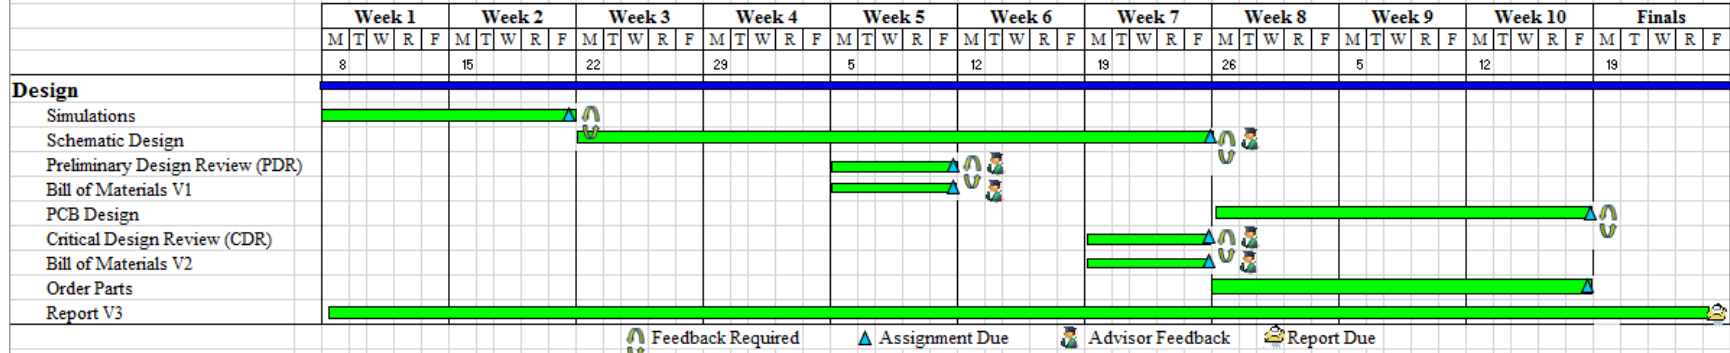 Week 1 Week 2 Week 3 Week 4 Week 5 Week 6 Week 7 Week 8 Week 9 Week 10 Finals
M T W R F M T W R F M T W R F M T W R F M T W R F M T W R F M T W R F M T W R F M T W R F M T W R F M T W R F
8 15 22 29 5 12 19 26 5 12 19
Design
Simulations
Schematic Design
Preliminary Design Review (PDR)
Bill of Materials V1
PCB Design
Critical Design Review (CDR)
Bill of Materials V2
Order Parts
Report V3
Feedback Required Assignment Due Advisor Feedback Report Due